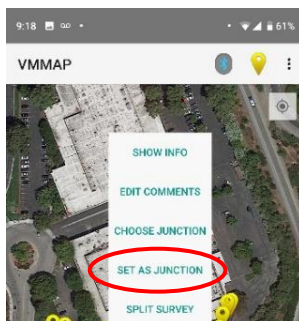 9:18 61%
VMMAP
SHOW INFO
EDIT COMMENTS
CHOOSE JUNCTION
SET AS JUNCTION
SPLIT SURVEY